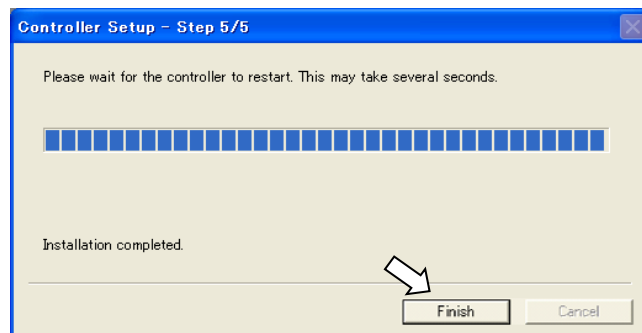 Controller Setup - Step 5/5
Please wait for the controller to restart. This may take several seconds.
Installation completed.
Finish
Cancel